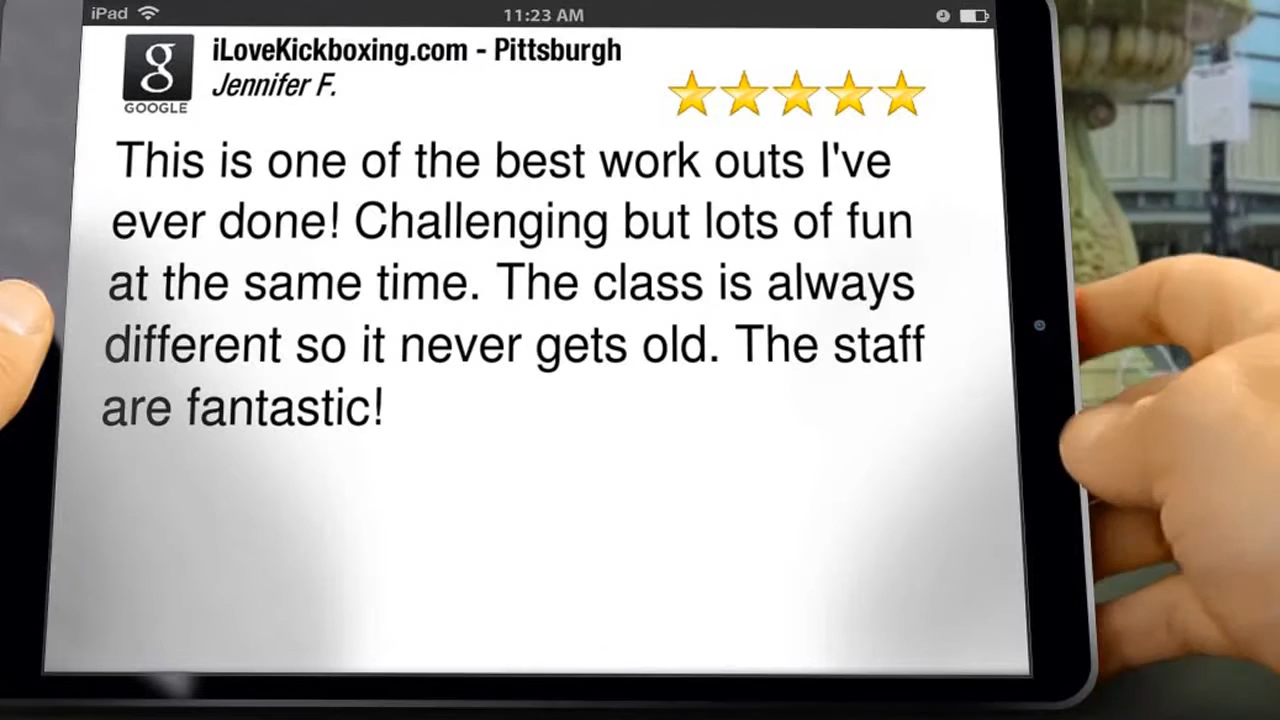 iPad 11:23 AM
g iLoveKickboxing.com - Pittsburgh
GOOGLE Jennifer F.
This is one of the best work outs I've
ever done! Challenging but lots of fun
at the same time. The class is always
different so it never gets old. The staff
are fantastic!